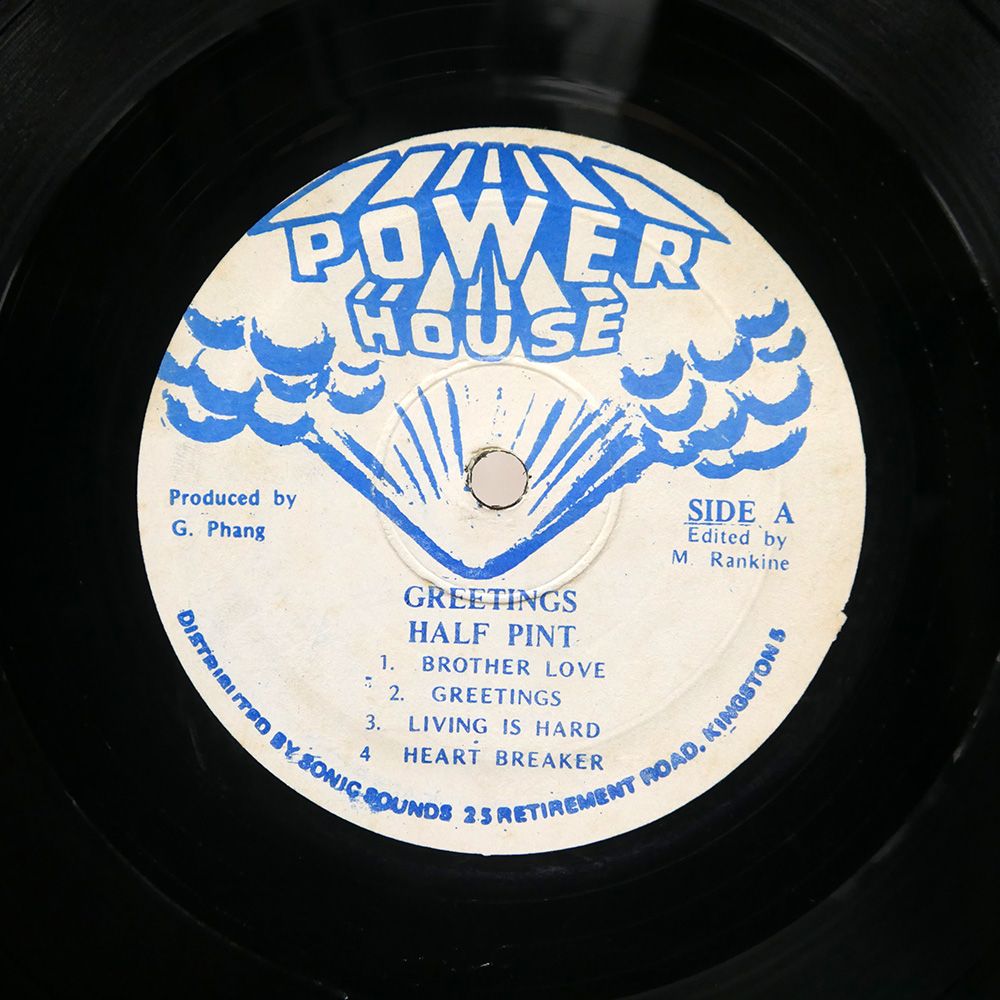 POWER
HOUSE
Produced by
G. Phang
SIDE A
Edited by
M. Rankine
GREETINGS
HALF PINT
1. BROTHER LOVE
2. GREETINGS
3. LIVING IS HARD
4 HEART BREAKER
DISTRIBUTED BY SONIC SOUNDS 25 RETIREMENT ROAD, KINGSTON 5